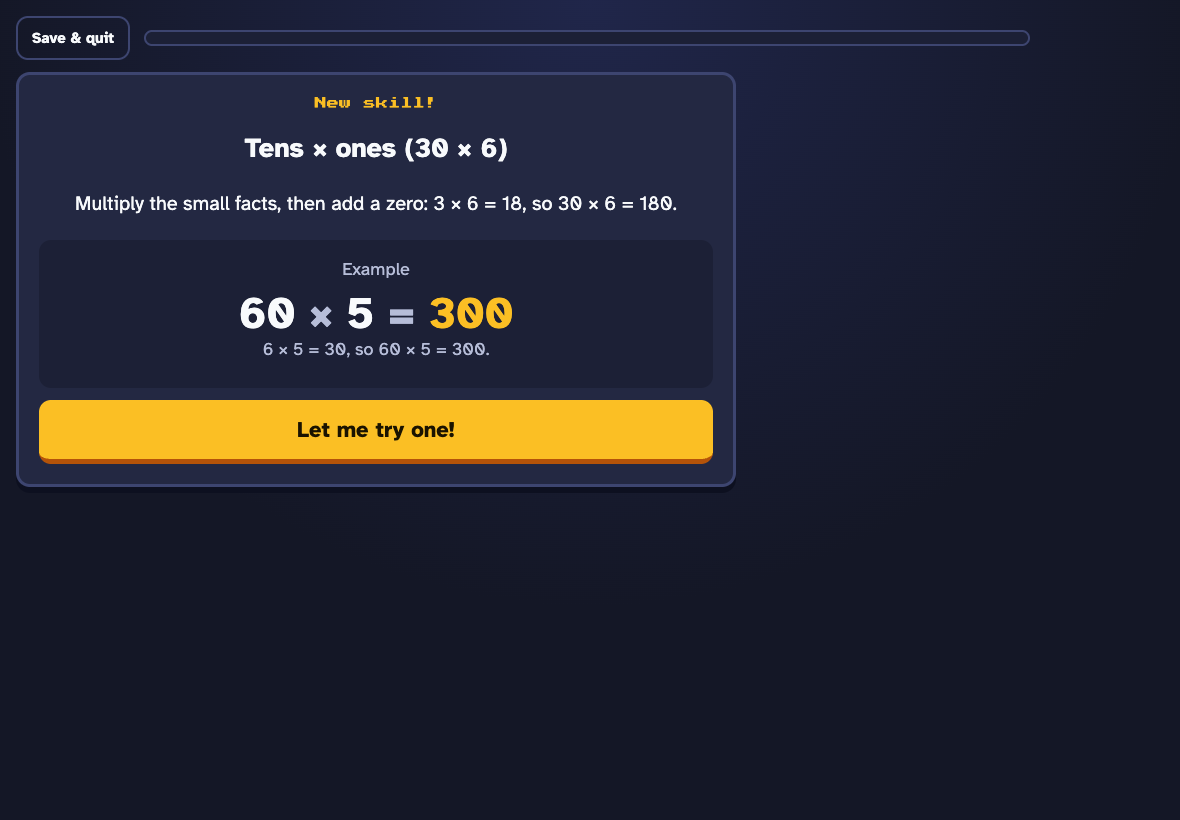 Save & quit
New skill!
Tens × ones (30 × 6)
Multiply the small facts, then add a zero: 3 × 6 = 18, so 30 × 6 = 180.
Example
60 × 5 = 300
6 × 5 = 30, so 60 × 5 = 300.
Let me try one!